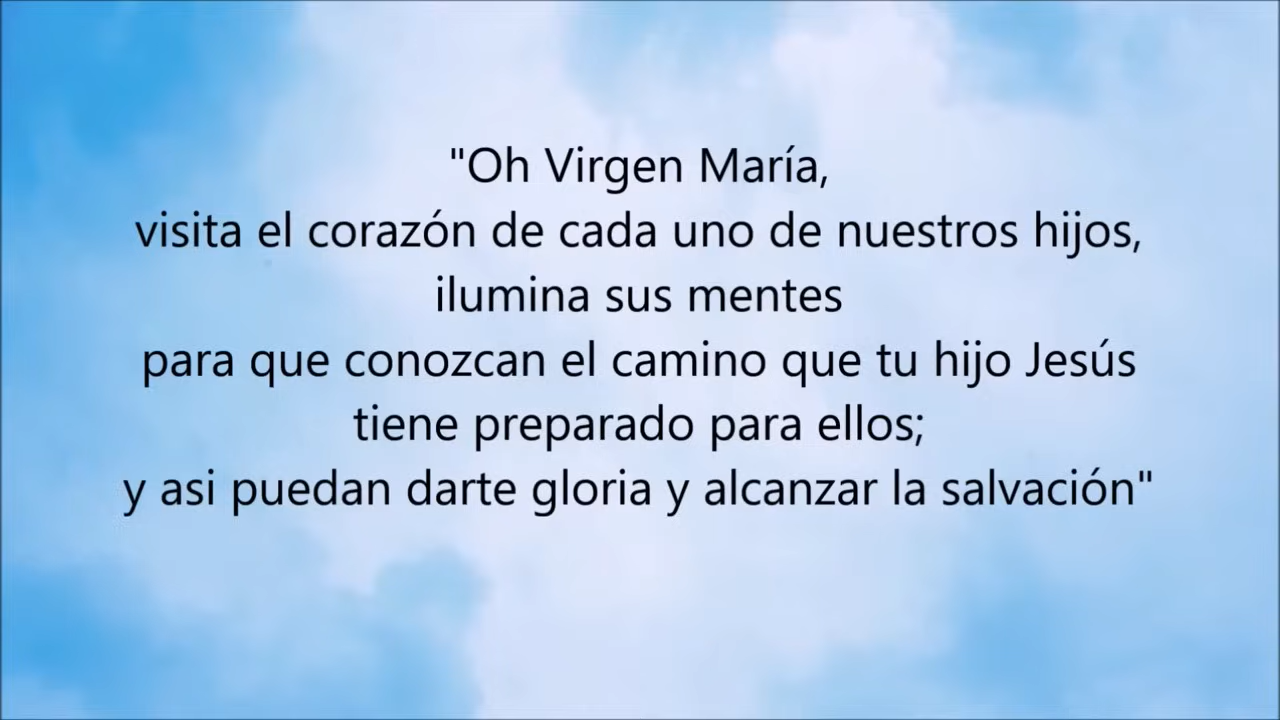 "Oh Virgen María,
visita el corazón de cada uno de nuestros hijos,
ilumina sus mentes
para que conozcan el camino que tu hijo Jesús
tiene preparado para ellos;
y asi puedan darte gloria y alcanzar la salvación"